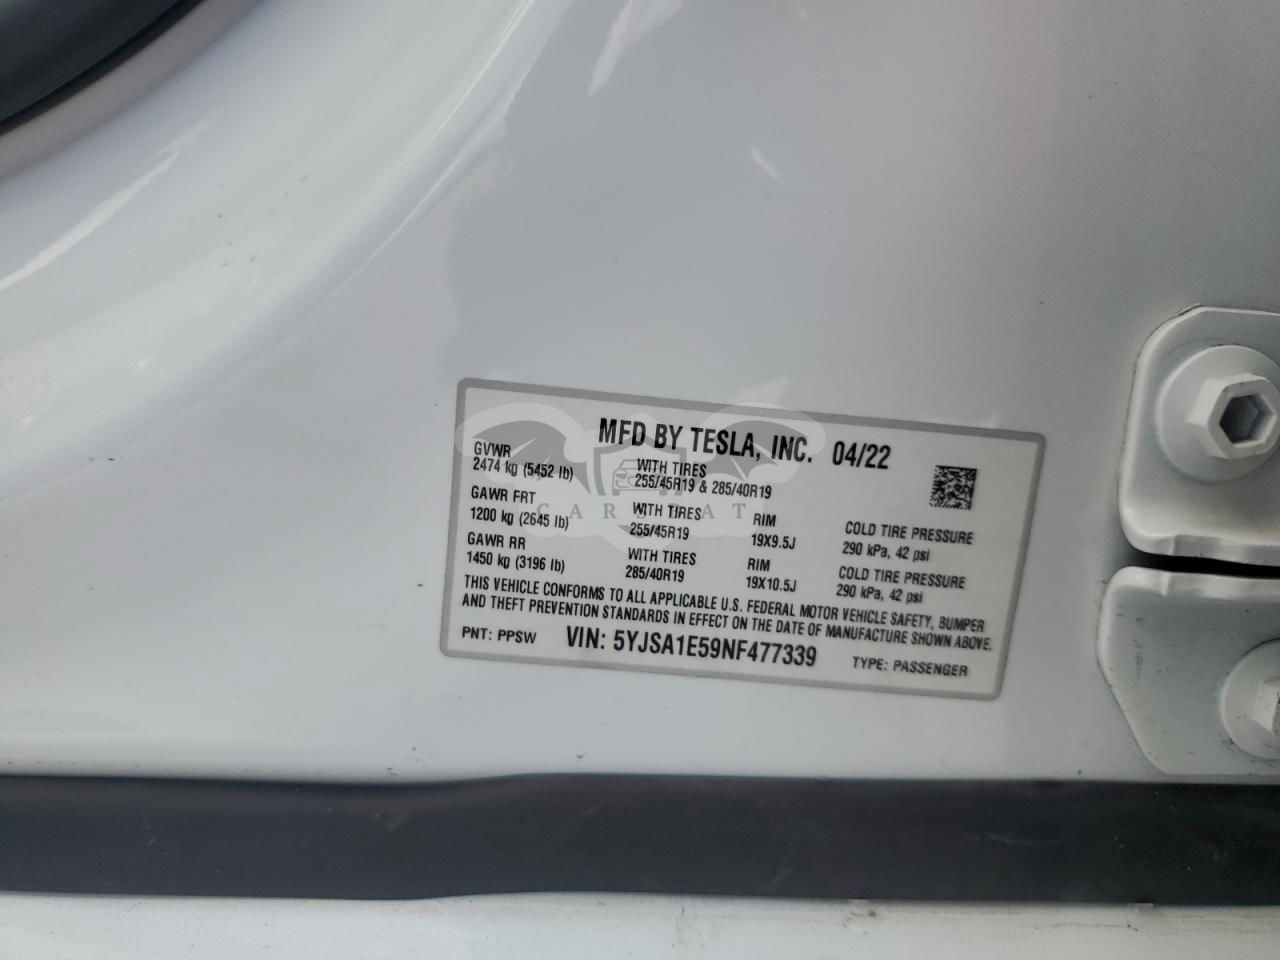 MFD BY TESLA, INC. 04/22
GVWR
2474 kg (5452 lb)
WITH TIRES
255/45R19 & 285/40R19
GAWR FRT
1200 kg (2645 lb)
WITH TIRES
255/45R19
RIM
19X9.5J
COLD TIRE PRESSURE
290 kPa, 42 psi
GAWR RR
1450 kg (3196 lb)
WITH TIRES
285/40R19
RIM
19X10.5J
COLD TIRE PRESSURE
290 kPa, 42 psi
THIS VEHICLE CONFORMS TO ALL APPLICABLE U.S. FEDERAL MOTOR VEHICLE SAFETY, BUMPER
AND THEFT PREVENTION STANDARDS IN EFFECT ON THE DATE OF MANUFACTURE SHOWN ABOVE.
PNT: PPSW VIN: 5YJSA1E59NF477339 TYPE: PASSENGER